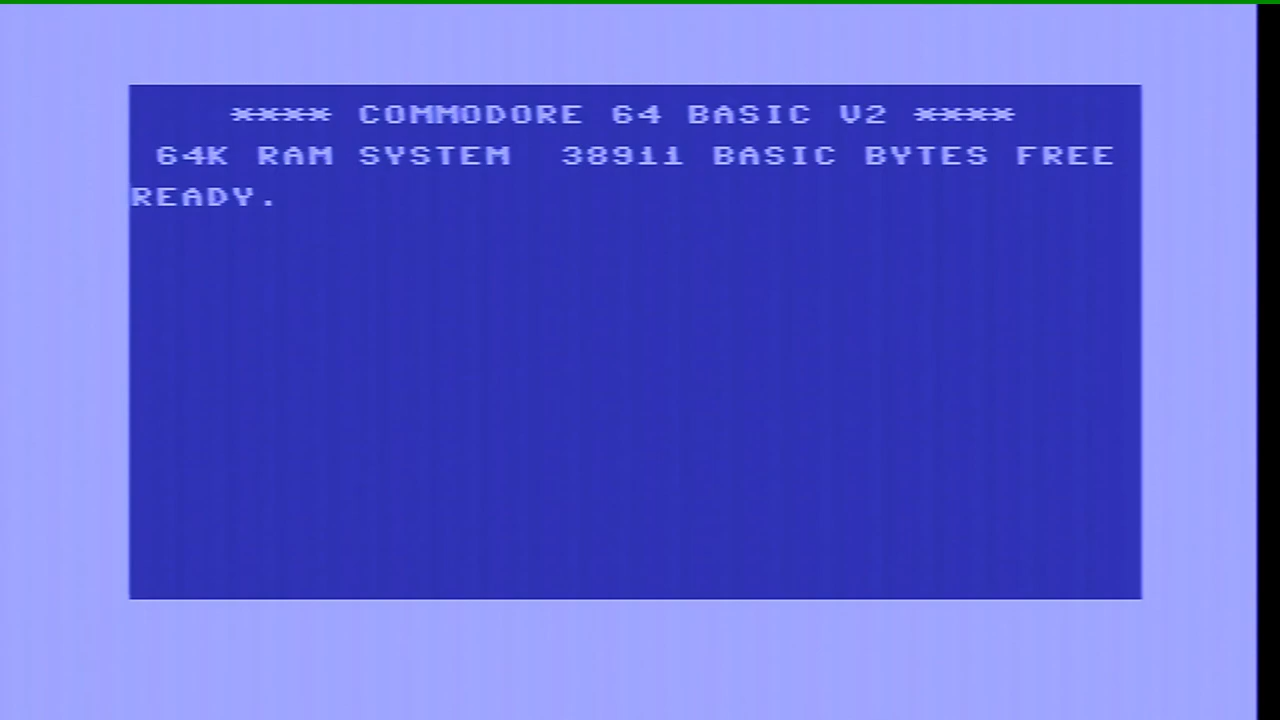 **** COMMODORE 64 BASIC V2 ****
64K RAM SYSTEM  38911 BASIC BYTES FREE
READY.